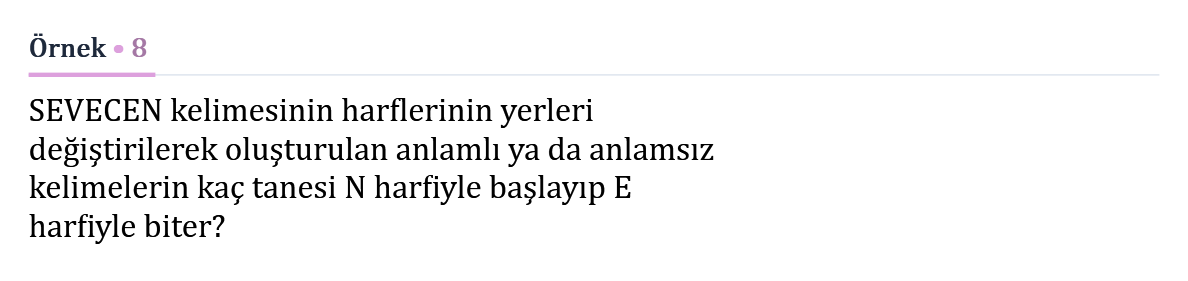 Örnek • 8
SEVECEN kelimesinin harflerinin yerleri
değiştirilerek oluşturulan anlamlı ya da anlamsız
kelimelerin kaç tanesi N harfiyle başlayıp E
harfiyle biter?